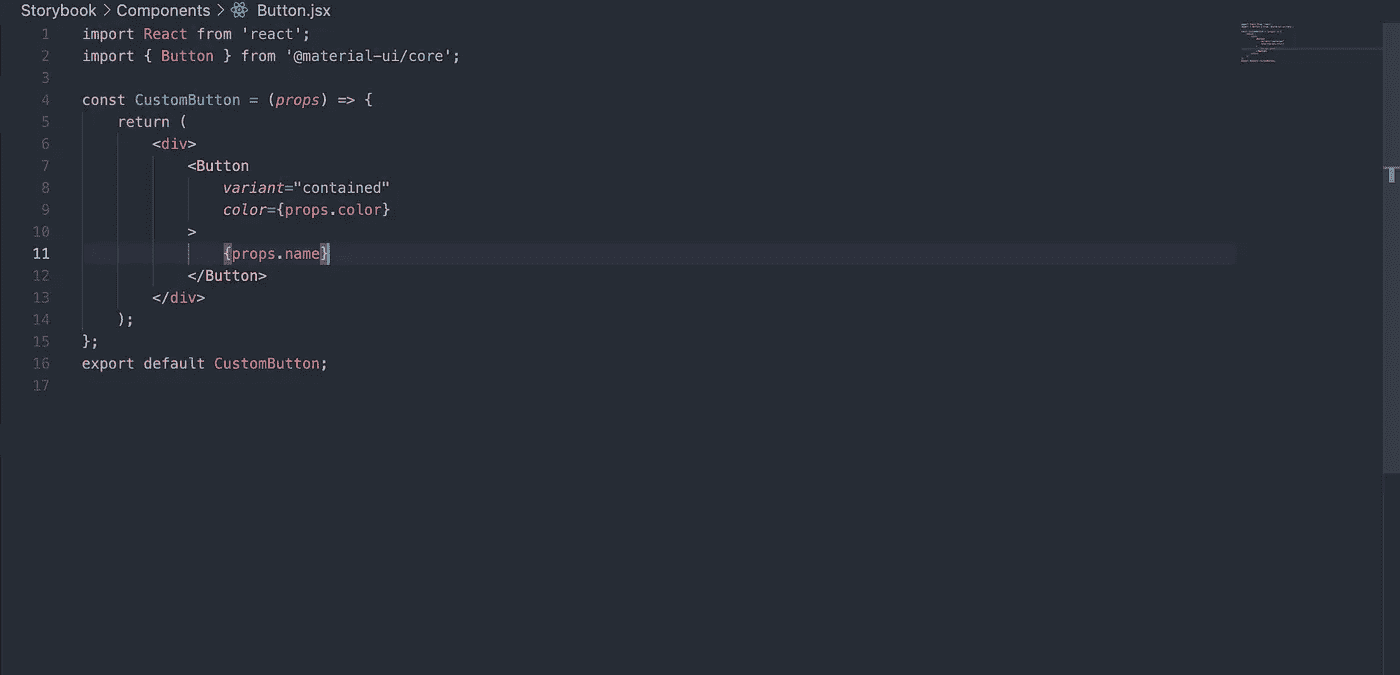 Storybook > Components > Button.jsx
1 import React from 'react';
2 import { Button } from '@material-ui/core';
3
4 const CustomButton = (props) => {
5 return (
6 <div>
7 <Button
8 variant="contained"
9 color={props.color}
10 >
11 {props.name}
12 </Button>
13 </div>
14 );
15 };
16 export default CustomButton;
17